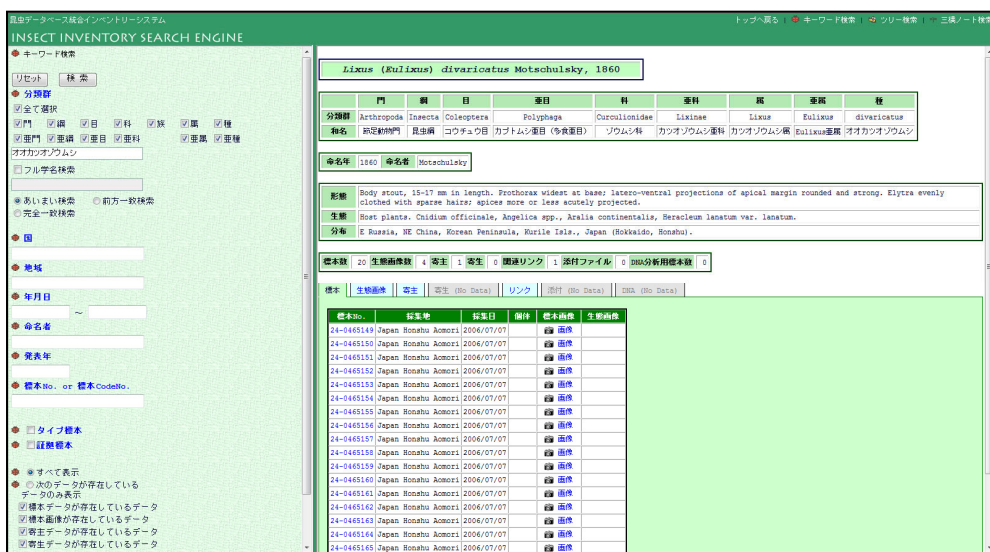 昆虫データベース統合インベントリーシステム
トップへ戻る | キーワード検索 | ツリー検索 | 三橋ノート検索
INSECT INVENTORY SEARCH ENGINE
キーワード検索
リセット 検 索
分類群
全て選択
門 綱 目 科 族 属 種
亜門 亜綱 亜目 亜科 亜属 亜種
オオカツオゾウムシ
フル学名検索
あいまい検索 前方一致検索
完全一致検索
国
地域
年月日
~
命名者
発表年
標本No. or 標本CodeNo.
タイプ標本
証拠標本
すべて表示
次のデータが存在している
データのみ表示
標本データが存在しているデータ
標本画像が存在しているデータ
寄主データが存在しているデータ
寄生データが存在しているデータ
Lixus (Eulixus) divaricatus Motschulsky, 1860
門 綱 目 亜目 科 亜科 属 亜属 種
分類群 Arthropoda Insecta Coleoptera Polyphaga Curculionidae Lixinae Lixus Eulixus divaricatus
和名 節足動物門 昆虫綱 コウチュウ目 カブトムシ亜目(多食亜目) ゾウムシ科 カツオゾウムシ亜科 カツオゾウムシ属 Eulixus亜属 オオカツオゾウムシ
命名年 1860 命名者 Motschulsky
形態 Body stout, 15-17 mm in length. Prothorax widest at base; latero-ventral projections of apical margin rounded and strong. Elytra evenly
clothed with sparse hairs; apices more or less acutely projected.
生態 Host plants. Cnidium officinale, Angelica spp., Aralia continentalis, Heracleum lanatum var. lanatum.
分布 E Russia, NE China, Korean Peninsula, Kurile Isls., Japan (Hokkaido, Honshu).
標本数 20 生態画像数 4 寄主 1 寄生 0 関連リンク 1 添付ファイル 0 DNA分析用標本数 0
標本 生態画像 寄主 寄生 (No Data) リンク 添付 (No Data) DNA (No Data)
標本No. 採集地 採集日 個体 標本画像 生態画像
24-0465149 Japan Honshu Aomori 2006/07/07 画像
24-0465150 Japan Honshu Aomori 2006/07/07 画像
24-0465151 Japan Honshu Aomori 2006/07/07 画像
24-0465152 Japan Honshu Aomori 2006/07/07 画像
24-0465153 Japan Honshu Aomori 2006/07/07 画像
24-0465154 Japan Honshu Aomori 2006/07/07 画像
24-0465155 Japan Honshu Aomori 2006/07/07 画像
24-0465156 Japan Honshu Aomori 2006/07/07 画像
24-0465157 Japan Honshu Aomori 2006/07/07 画像
24-0465158 Japan Honshu Aomori 2006/07/07 画像
24-0465159 Japan Honshu Aomori 2006/07/07 画像
24-0465160 Japan Honshu Aomori 2006/07/07 画像
24-0465161 Japan Honshu Aomori 2006/07/07 画像
24-0465162 Japan Honshu Aomori 2006/07/07 画像
24-0465163 Japan Honshu Aomori 2006/07/07 画像
24-0465164 Japan Honshu Aomori 2006/07/07 画像
24-0465165 Japan Honshu Aomori 2006/07/07 画像